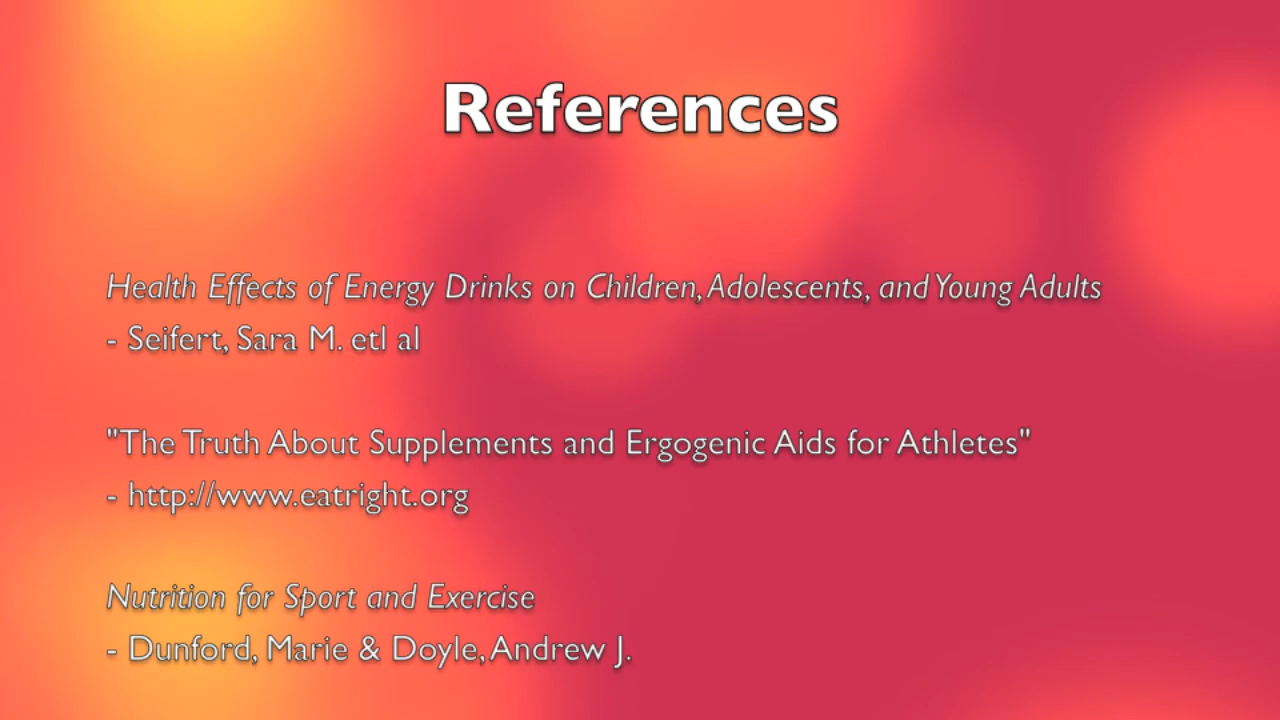 References
Health Effects of Energy Drinks on Children, Adolescents, and Young Adults
- Seifert, Sara M. etl al
"The Truth About Supplements and Ergogenic Aids for Athletes"
- http://www.eatright.org
Nutrition for Sport and Exercise
- Dunford, Marie & Doyle, Andrew J.